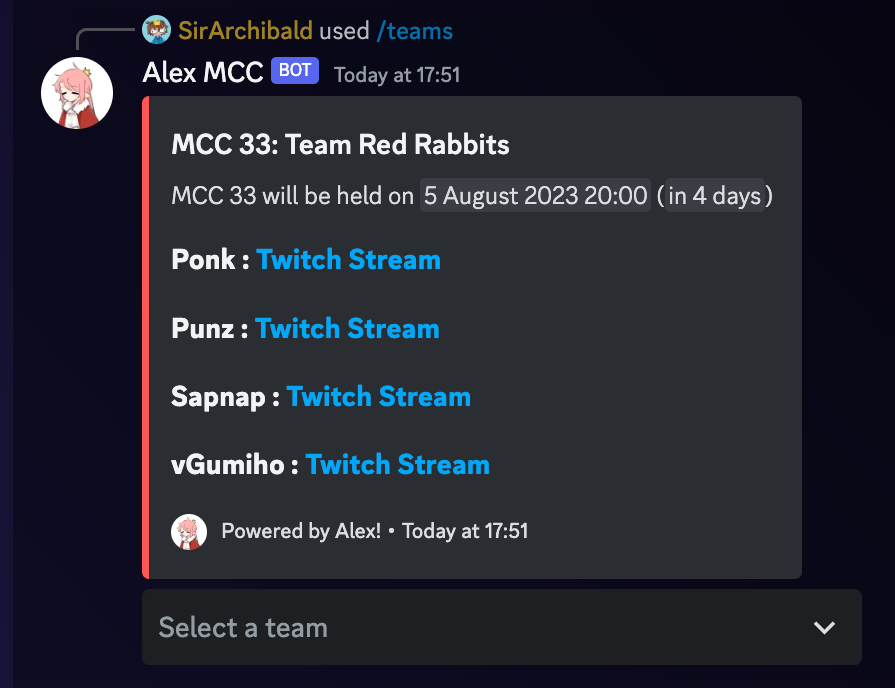 SirArchibald used /teams
Alex MCC BOT Today at 17:51
MCC 33: Team Red Rabbits
MCC 33 will be held on 5 August 2023 20:00 (in 4 days)
Ponk : Twitch Stream
Punz : Twitch Stream
Sapnap : Twitch Stream
vGumiho : Twitch Stream
Powered by Alex! • Today at 17:51
Select a team